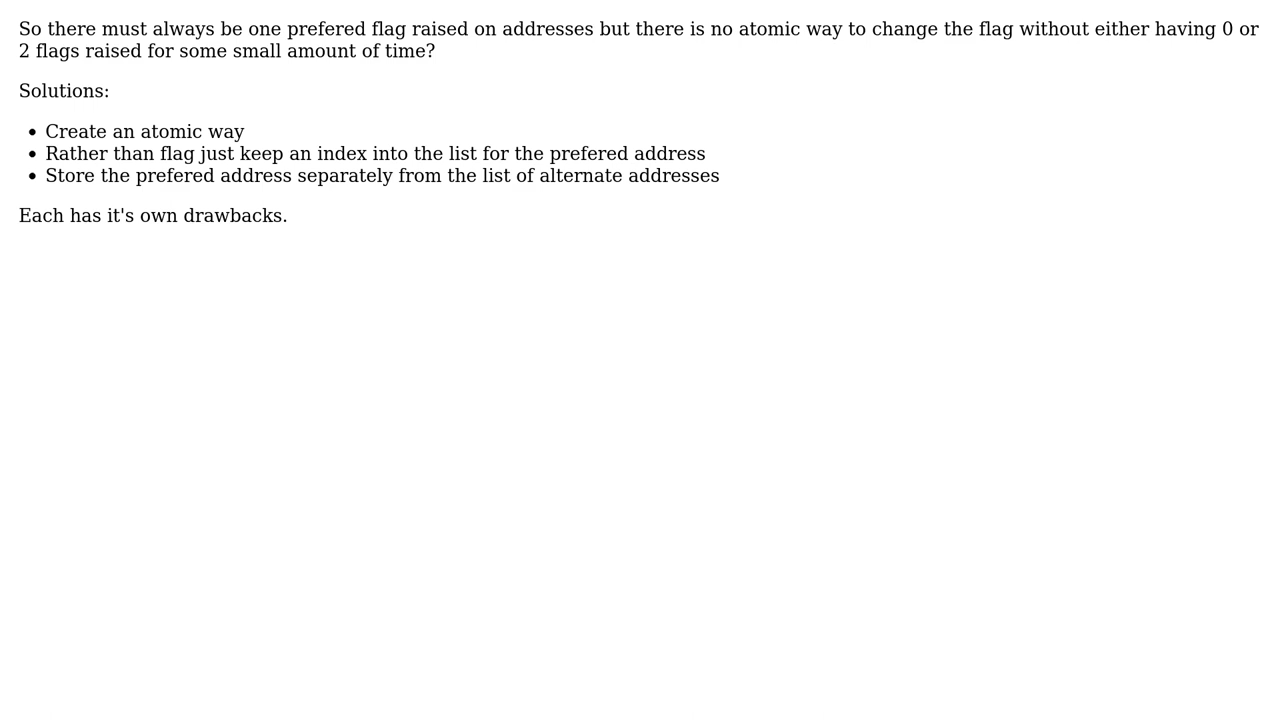 So there must always be one prefered flag raised on addresses but there is no atomic way to change the flag without either having 0 or
2 flags raised for some small amount of time?
Solutions:
• Create an atomic way
• Rather than flag just keep an index into the list for the prefered address
• Store the prefered address separately from the list of alternate addresses
Each has it's own drawbacks.